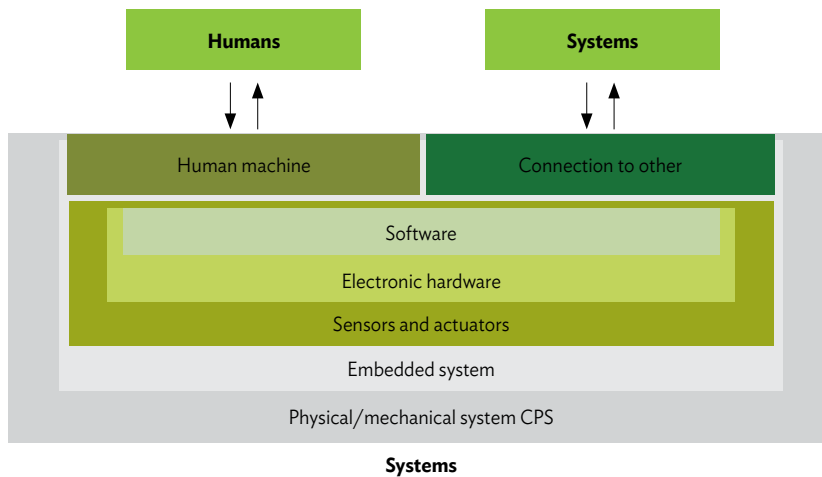 Humans
Systems
Human machine
Connection to other
Software
Electronic hardware
Sensors and actuators
Embedded system
Physical/mechanical system CPS
Systems